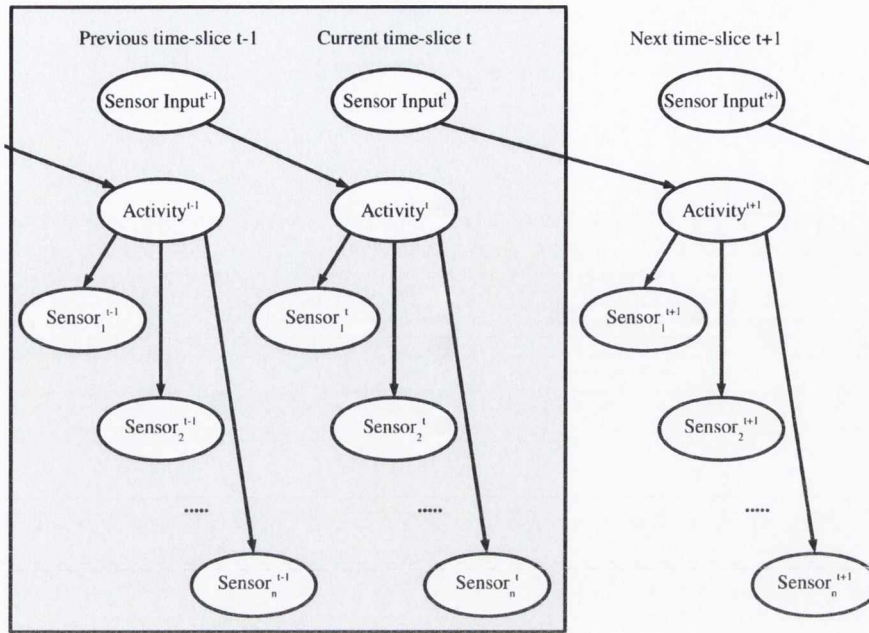 Previous time-slice t-1 Current time-slice t Next time-slice t+1
Sensor Input^t-1 Sensor Input^t Sensor Input^t+1
Activity^t-1 Activity^t Activity^t+1
Sensor_1^t-1 Sensor_1^t Sensor_1^t+1
Sensor_2^t-1 Sensor_2^t Sensor_2^t+1
..... ..... .....
Sensor_n^t-1 Sensor_n^t Sensor_n^t+1